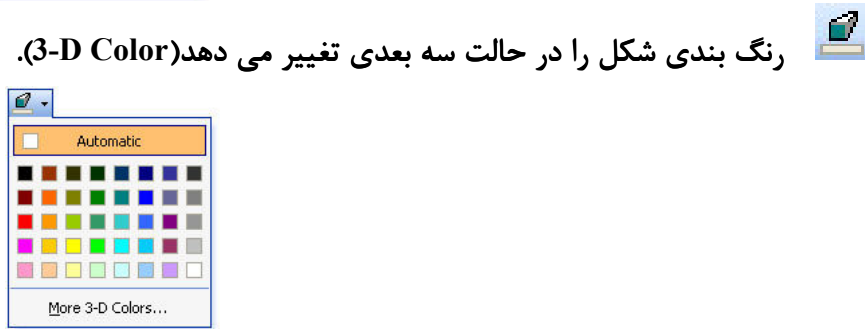 رنگ بندی شکل را در حالت سه بعدی تغییر می دهد(3-D Color).
Automatic
More 3-D Colors...